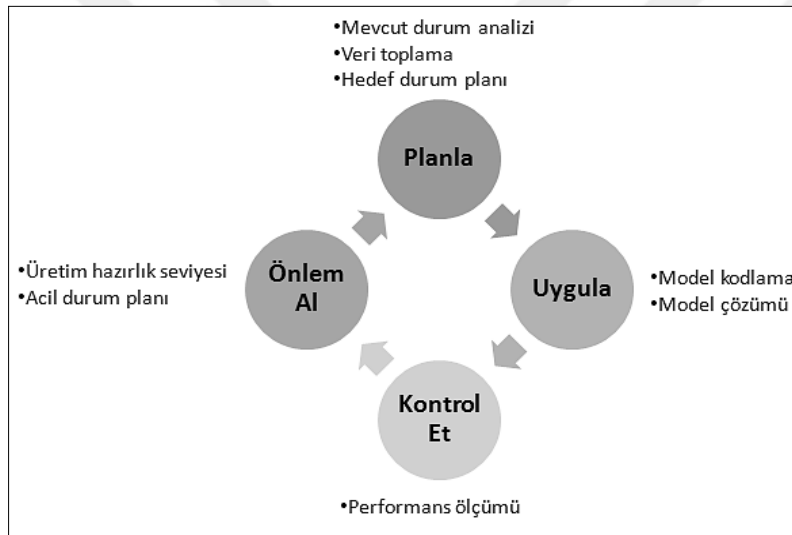 •Mevcut durum analizi
•Veri toplama
•Hedef durum planı
Planla
•Üretim hazırlık seviyesi
•Acil durum planı
Önlem
Al
Uygula
•Model kodlama
•Model çözümü
Kontrol
Et
•Performans ölçümü